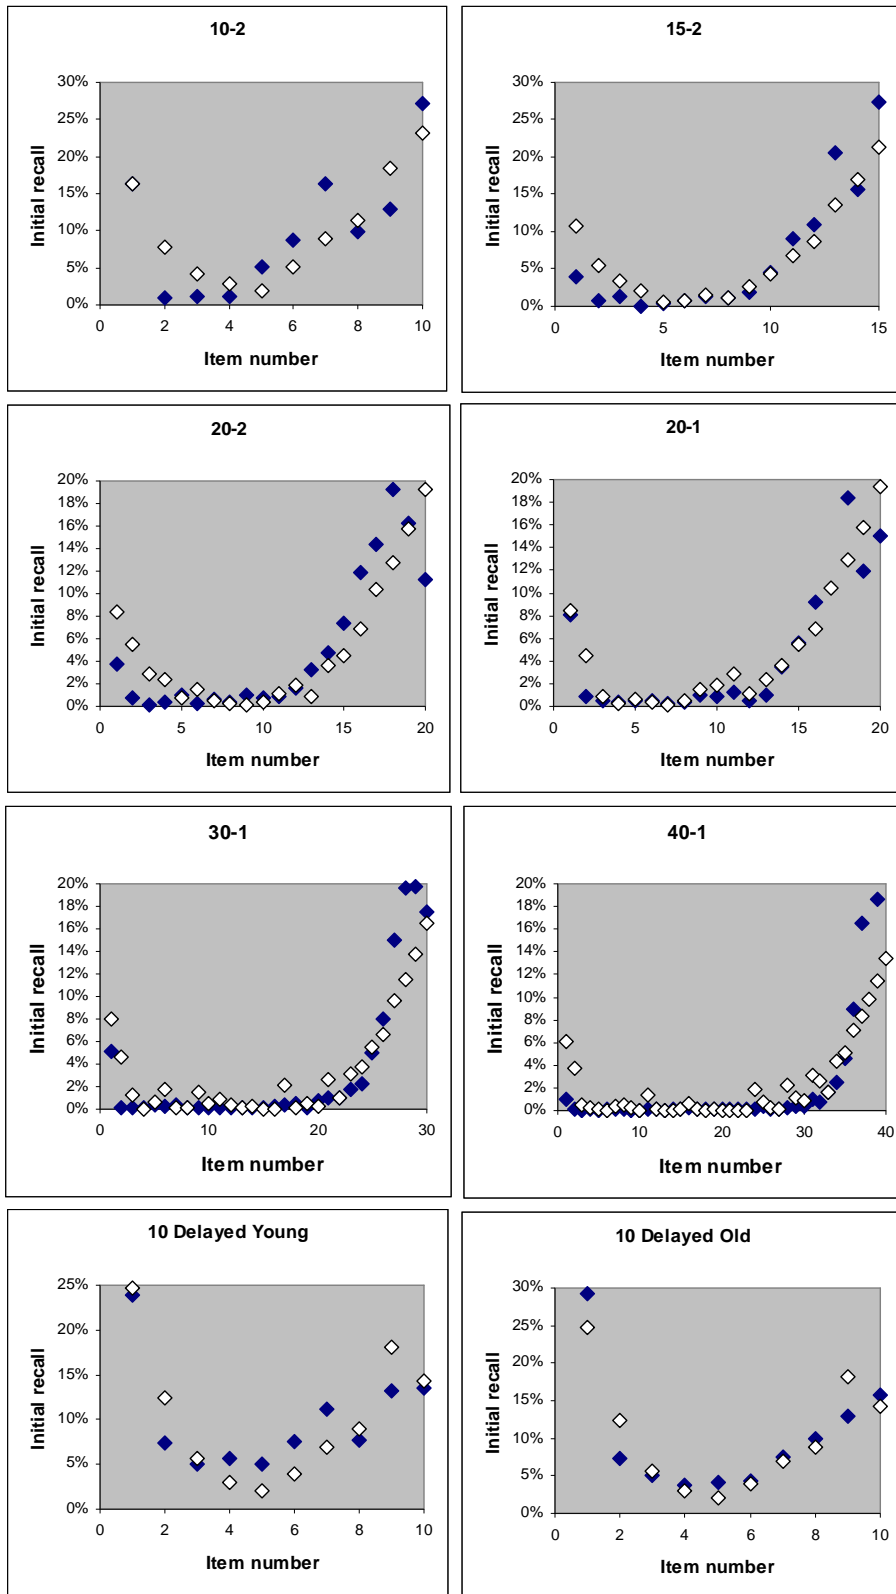 10-2
30%
25%
20%
15%
10%
5%
0%
0 2 4 6 8 10
Initial recall
Item number
15-2
30%
25%
20%
15%
10%
5%
0%
0 5 10 15
Initial recall
Item number
20-2
20%
18%
16%
14%
12%
10%
8%
6%
4%
2%
0%
0 5 10 15 20
Initial recall
Item number
20-1
20%
18%
16%
14%
12%
10%
8%
6%
4%
2%
0%
0 5 10 15 20
Initial recall
Item number
30-1
20%
18%
16%
14%
12%
10%
8%
6%
4%
2%
0%
0 10 20 30
Initial recall
Item number
40-1
20%
18%
16%
14%
12%
10%
8%
6%
4%
2%
0%
0 10 20 30 40
Initial recall
Item number
10 Delayed Young
25%
20%
15%
10%
5%
0%
0 2 4 6 8 10
Initial recall
Item number
10 Delayed Old
30%
25%
20%
15%
10%
5%
0%
0 2 4 6 8 10
Initial recall
Item number